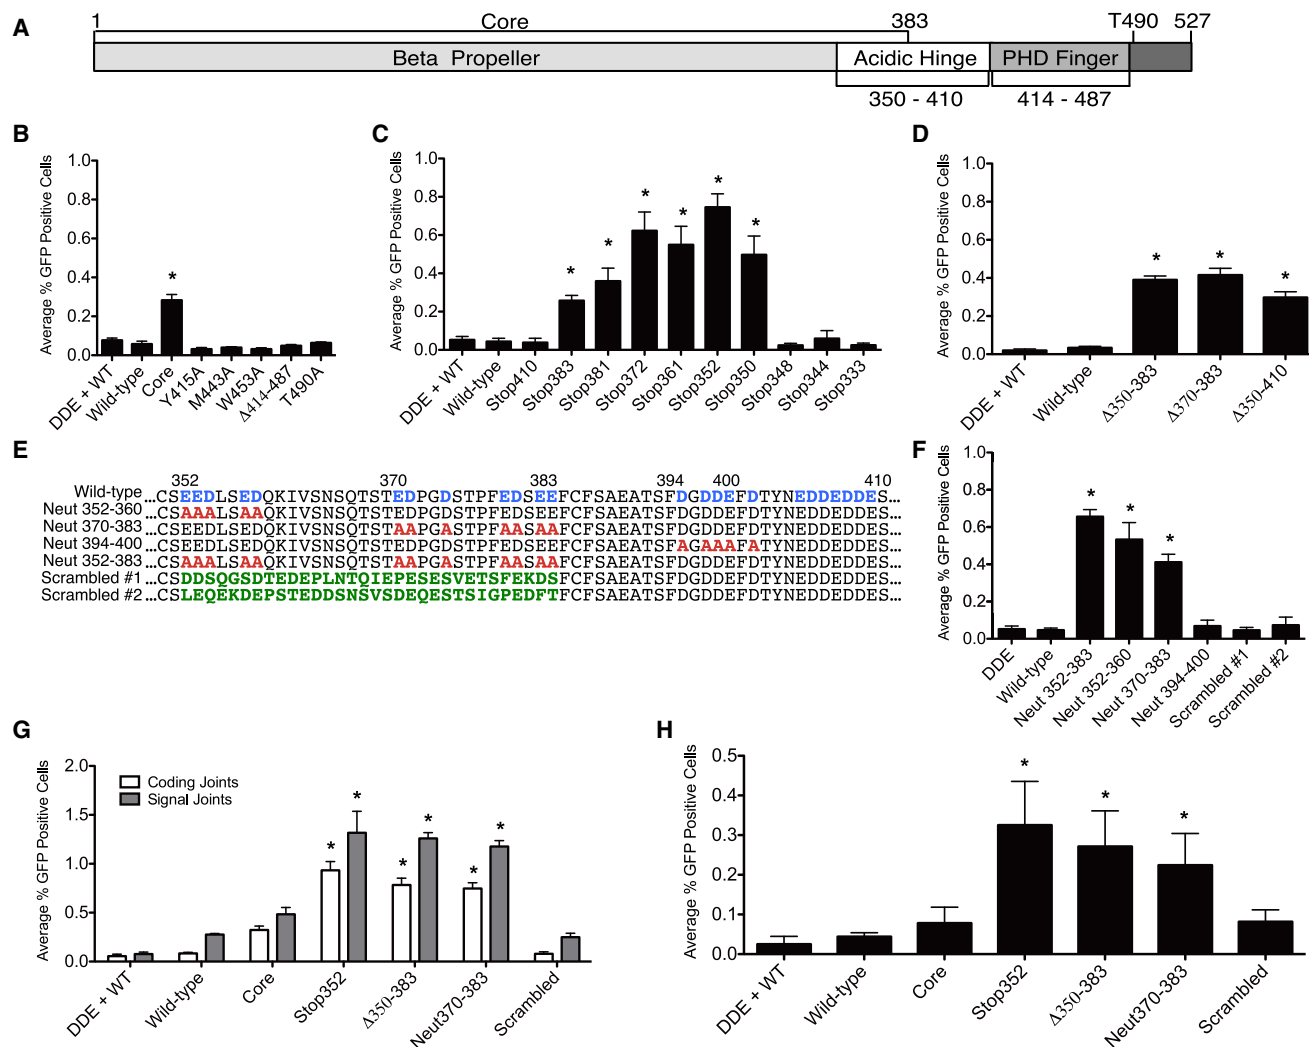 A
1
Core
383
T490
527
Beta Propeller
Acidic Hinge
PHD Finger
350 - 410
414 - 487
B
Average % GFP Positive Cells
1.0
0.8
0.6
0.4
0.2
0.0
*
DDE + WT
Wild-type
Core
Y415A
M443A
W453A
Δ414-487
T490A
C
Average % GFP Positive Cells
1.0
0.8
0.6
0.4
0.2
0.0
* * * * * *
DDE + WT
Wild-type
Stop410
Stop383
Stop381
Stop372
Stop361
Stop352
Stop350
Stop348
Stop344
Stop333
D
Average % GFP Positive Cells
1.0
0.8
0.6
0.4
0.2
0.0
* * *
DDE + WT
Wild-type
Δ350-383
Δ370-383
Δ350-410
E
352 370 383 394 400 410
Wild-type ...CSEEDLSEDQKIVSNSQTSTEDPGDSTPFEDSEEFCFSAEATSFDGDDEFDTYNEDDEDDES...
Neut 352-360 ...CSAAALSAAQKIVSNSQTSTEDPGDSTPFEDSEEFCFSAEATSFDGDDEFDTYNEDDEDDES...
Neut 370-383 ...CSEEDLSEDQKIVSNSQTSTAAPGASTPFAASAAFCFSAEATSFDGDDEFDTYNEDDEDDES...
Neut 394-400 ...CSEEDLSEDQKIVSNSQTSTEDPGDSTPFEDSEEFCFSAEATSFAGAAAFATYNEDDEDDES...
Neut 352-383 ...CSAAALSAAQKIVSNSQTSTAAPGASTPFAASAAFCFSAEATSFDGDDEFDTYNEDDEDDES...
Scrambled #1 ...CSDDSQGSDTEDEPLNTQIEPESESVETSFEKDSFCFSAEATSFDGDDEFDTYNEDDEDDES...
Scrambled #2 ...CSLEQEKDEPSTEDDSNSVSDEQESTSIGPEDFTFCFSAEATSFDGDDEFDTYNEDDEDDES...
F
Average % GFP Positive Cells
1.0
0.8
0.6
0.4
0.2
0.0
* * *
DDE
Wild-type
Neut 352-383
Neut 352-360
Neut 370-383
Neut 394-400
Scrambled #1
Scrambled #2
G
Average % GFP Positive Cells
2.0
1.5
1.0
0.5
0.0
Coding Joints
Signal Joints
* * * * * *
DDE + WT
Wild-type
Core
Stop352
Δ350-383
Neut370-383
Scrambled
H
Average % GFP Positive Cells
0.5
0.4
0.3
0.2
0.1
0.0
* * *
DDE + WT
Wild-type
Core
Stop352
Δ350-383
Neut370-383
Scrambled